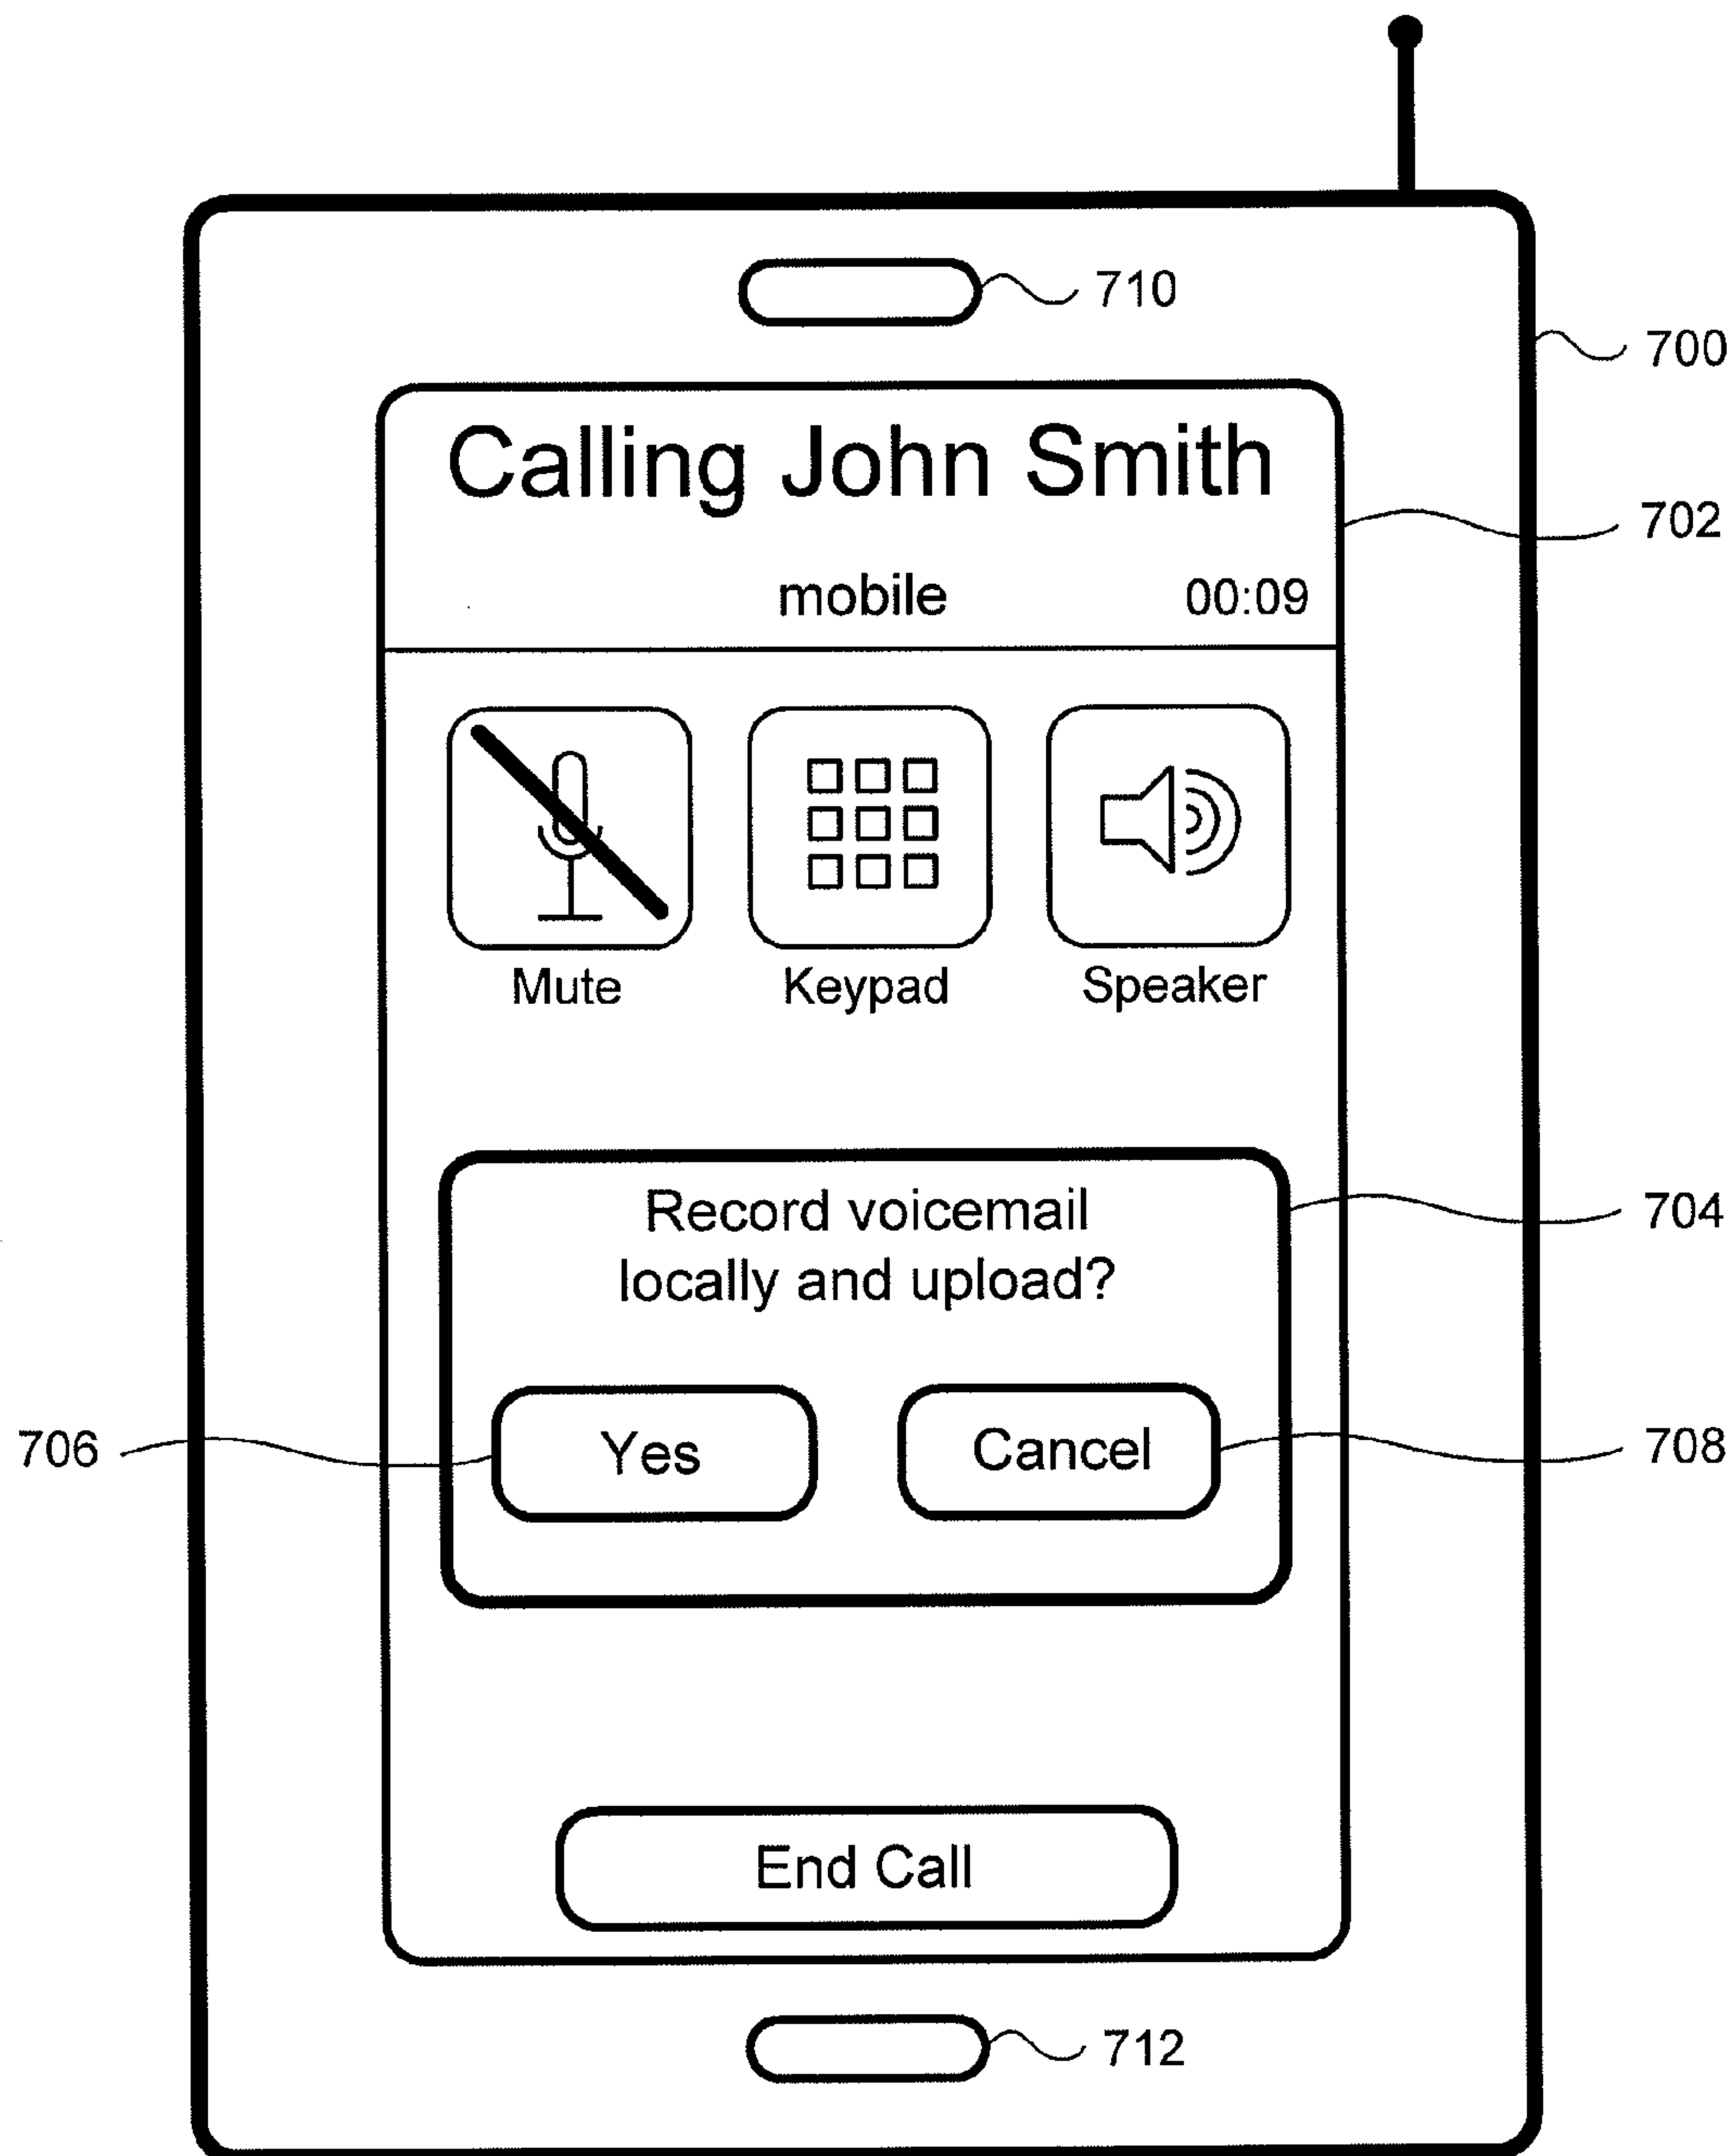 710
700
Calling John Smith
702
mobile 00:09
Mute Keypad Speaker
Record voicemail
704
locally and upload?
706 Yes Cancel 708
End Call
712